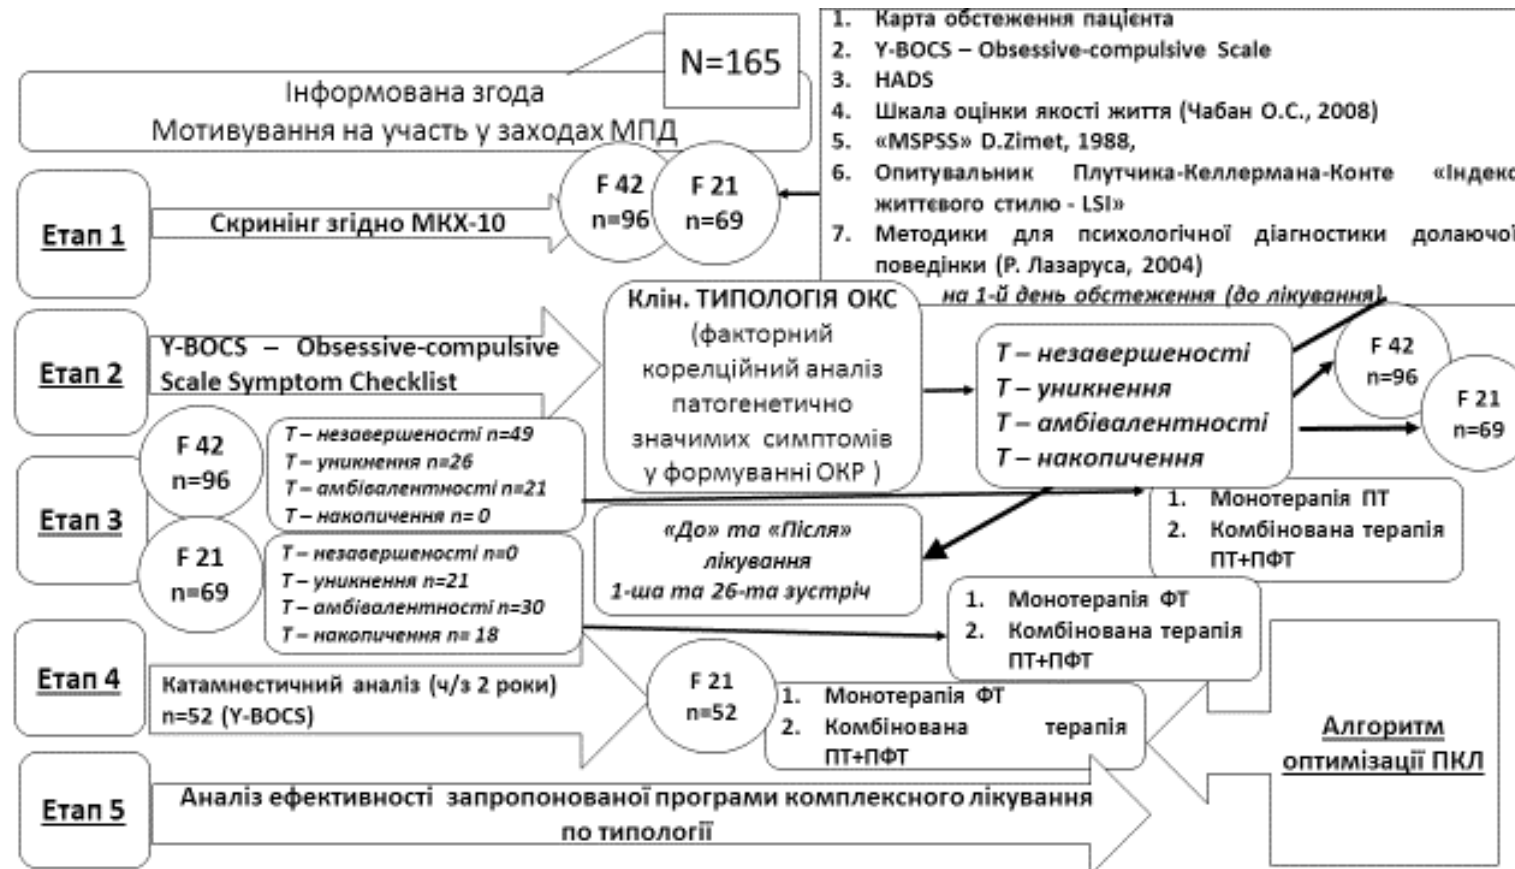 N=165
Інформована згода
Мотивування на участь у заходах МПД
1. Карта обстеження пацієнта
2. Y-BOCS – Obsessive-compulsive Scale
3. HADS
4. Шкала оцінки якості життя (Чабан О.С., 2008)
5. «MSPSS» D.Zimet, 1988,
6. Опитувальник Плутчика-Келлермана-Конте «Індекс
життєвого стилю - LSI»
7. Методики для психологічної діагностики долаючої
поведінки (Р. Лазаруса, 2004)
на 1-й день обстеження (до лікування)
Етап 1
Скринінг згідно МКХ-10
F 42
n=96
F 21
n=69
Етап 2
Y-BOCS – Obsessive-compulsive
Scale Symptom Checklist
Клін. ТИПОЛОГІЯ ОКС
(факторний
корелційний аналіз
патогенетично
значимих симптомів
у формуванні ОКР )
Т – незавершеності
Т – уникнення
Т – амбівалентності
Т – накопичення
F 42
n=96
F 21
n=69
Етап 3
F 42
n=96
Т – незавершеності n=49
Т – уникнення n=26
Т – амбівалентності n=21
Т – накопичення n= 0
F 21
n=69
Т – незавершеності n=0
Т – уникнення n=21
Т – амбівалентності n=30
Т – накопичення n= 18
«До» та «Після»
лікування
1-ша та 26-та зустріч
1. Монотерапія ПТ
2. Комбінована терапія
ПТ+ПФТ
1. Монотерапія ФТ
2. Комбінована терапія
ПТ+ПФТ
Етап 4
Катамнестичний аналіз (ч/з 2 роки)
n=52 (Y-BOCS)
F 21
n=52
1. Монотерапія ФТ
2. Комбінована терапія
ПТ+ПФТ
Алгоритм
оптимізації ПКЛ
Етап 5
Аналіз ефективності запропонованої програми комплексного лікування
по типології